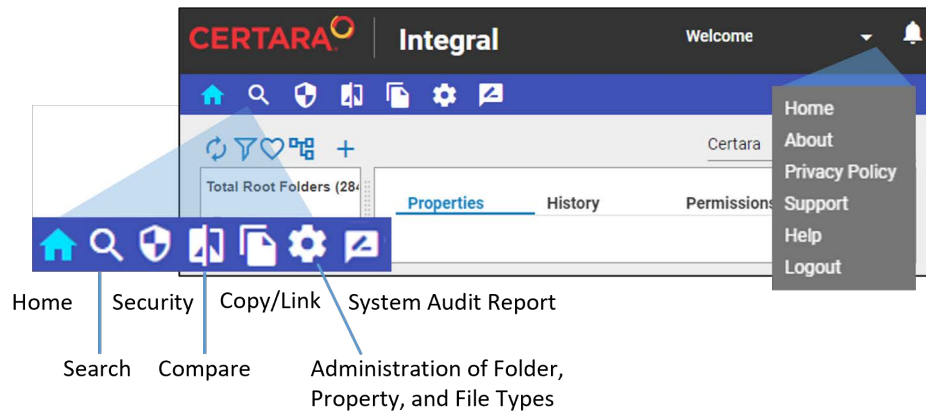 CERTARA
Integral
Welcome
Home
About
Privacy Policy
Support
Help
Logout
Certara
Total Root Folders (284
Properties
History
Permissions
Home
Security
Copy/Link
System Audit Report
Search
Compare
Administration of Folder,
Property, and File Types